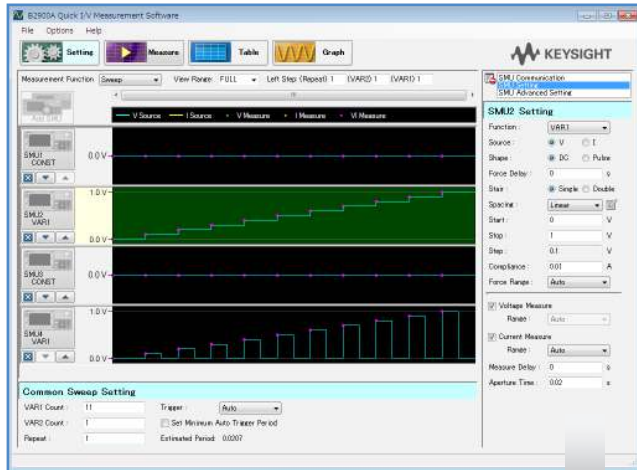 B2900A Quick I/V Measurement Software
File Options Help
Setting Measure Table Graph
KEYSIGHT
Measurement Function Sweep View Range: FULL Left Step (Repeat) 1 (VAR2) 1 (VAR1) 1
Add SMU
V Source I Source V Measure I Measure VI Measure
SMU1
CONST
0.0 V
SMU2
VAR1
1.0 V
0.0 V
SMU3
CONST
0.0 V
SMU4
VAR1
1.0 V
0.0 V
Common Sweep Setting
VAR1 Count : 11 Trigger : Auto
VAR2 Count : 1 Set Minimum Auto Trigger Period
Repeat : 1 Estimated Period: 0.0207
SMU Communication
SMU Setting
SMU Advanced Setting
SMU2 Setting
Function : VAR1
Source : V I
Shape : DC Pulse
Force Delay : 0 s
Stair : Single Double
Spacing : Linear
Start : 0 V
Stop : 1 V
Step : 0.1 V
Compliance : 0.01 A
Force Range : Auto
Voltage Measure
Range : Auto
Current Measure
Range : Auto
Measure Delay : 0 s
Aperture Time : 0.02 s